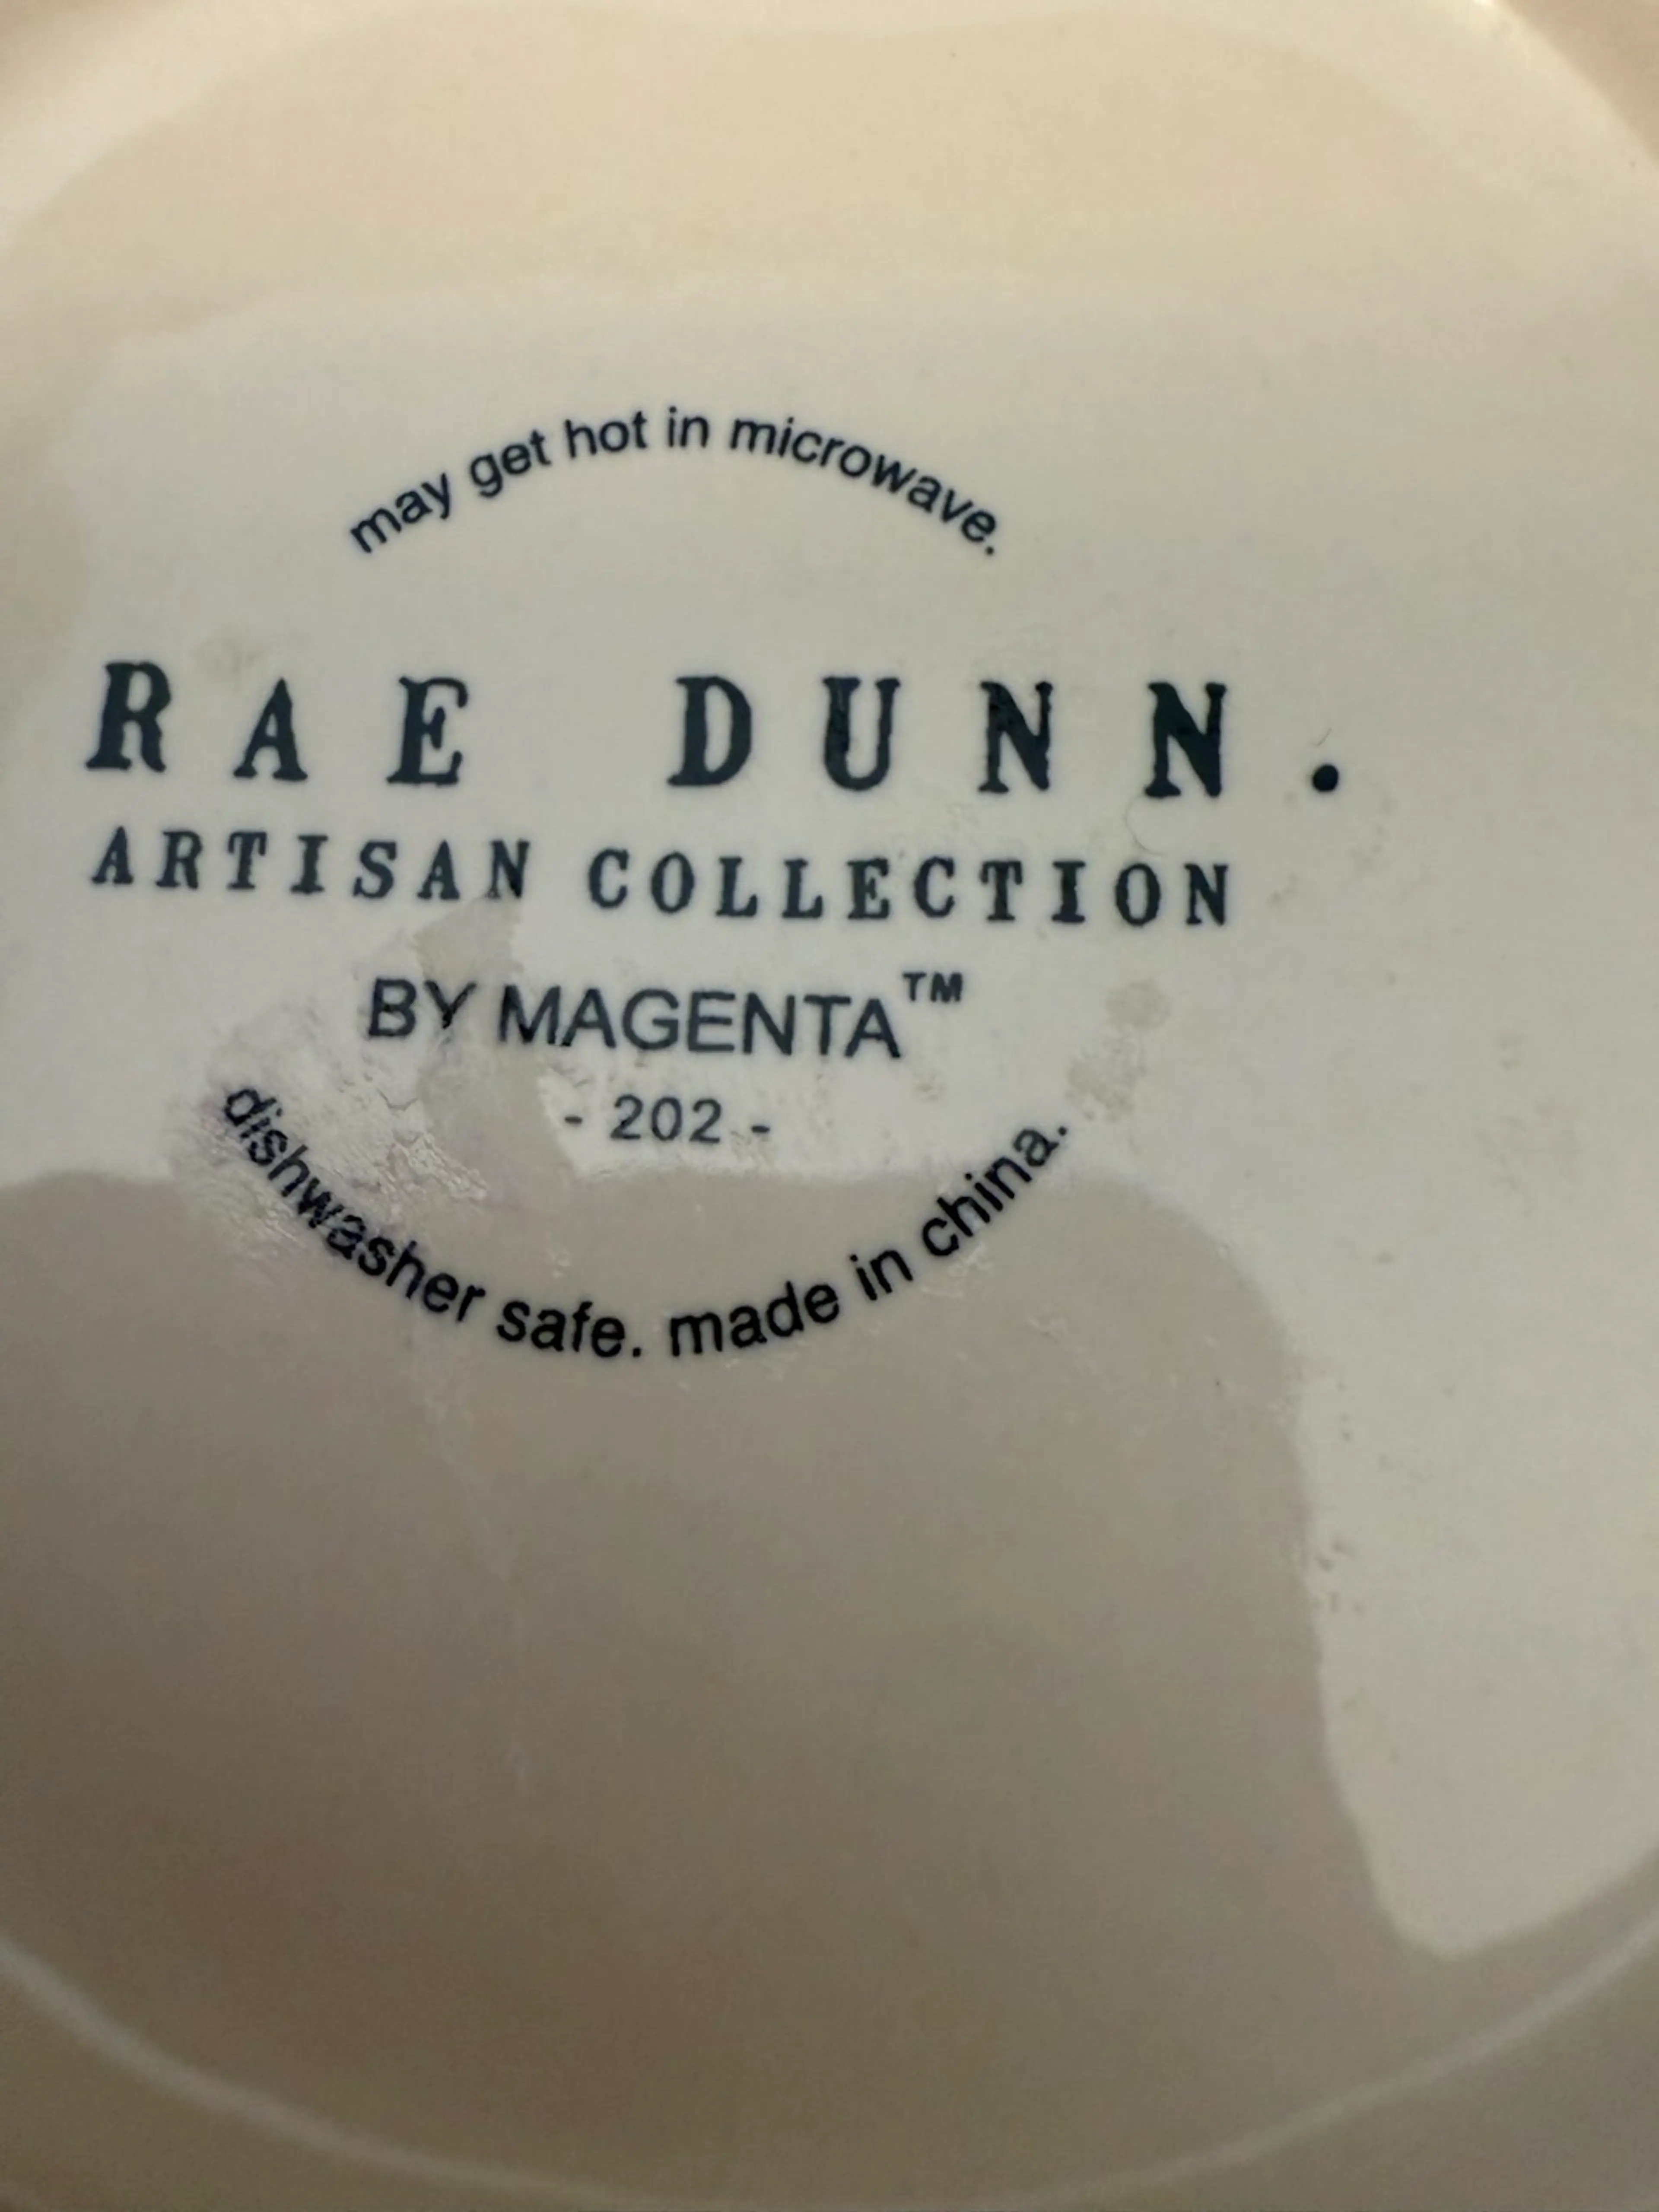 may get hot in microwave.
RAE DUNN.
ARTISAN COLLECTION
BY MAGENTA™
- 202 -
dishwasher safe. made in china.